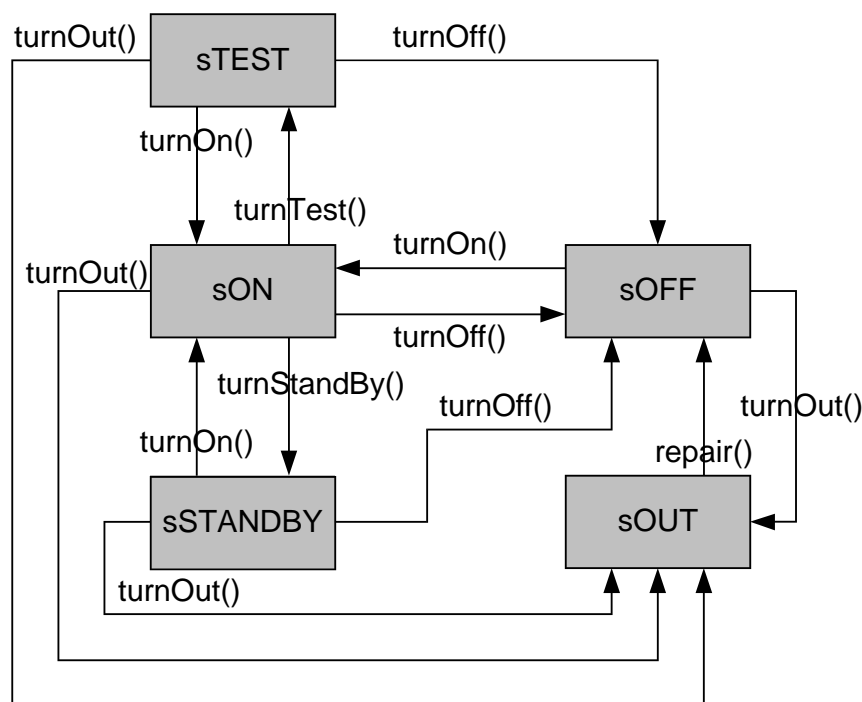 turnOut()
sTEST
turnOff()
turnOn()
turnTest()
turnOut()
sON
turnOn()
sOFF
turnOff()
turnStandBy()
turnOff()
turnOut()
turnOn()
repair()
sSTANDBY
sOUT
turnOut()